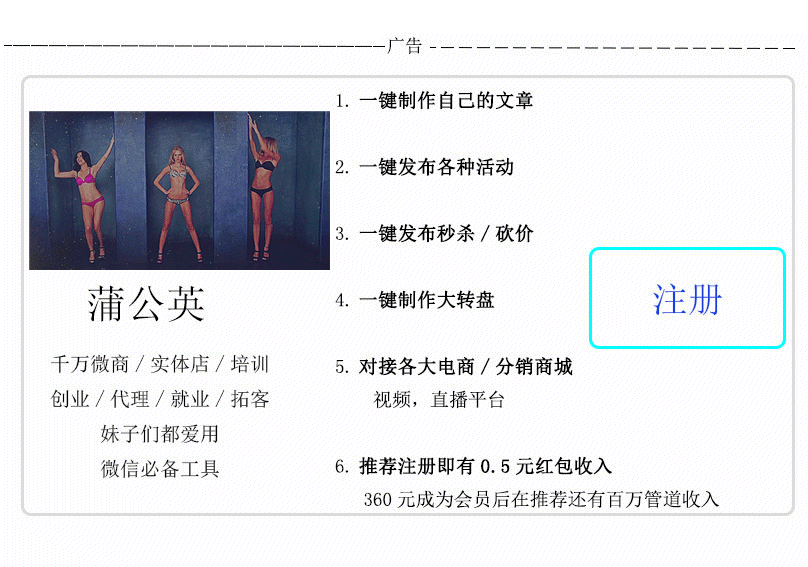 广告
1. 一键制作自己的文章
2. 一键发布各种活动
3. 一键发布秒杀/砍价
4. 一键制作大转盘
5. 对接各大电商/分销商城
视频，直播平台
6. 推荐注册即有0.5元红包收入
360元成为会员后在推荐还有百万管道收入
蒲公英
千万微商/实体店/培训
创业/代理/就业/拓客
妹子们都爱用
微信必备工具
注册